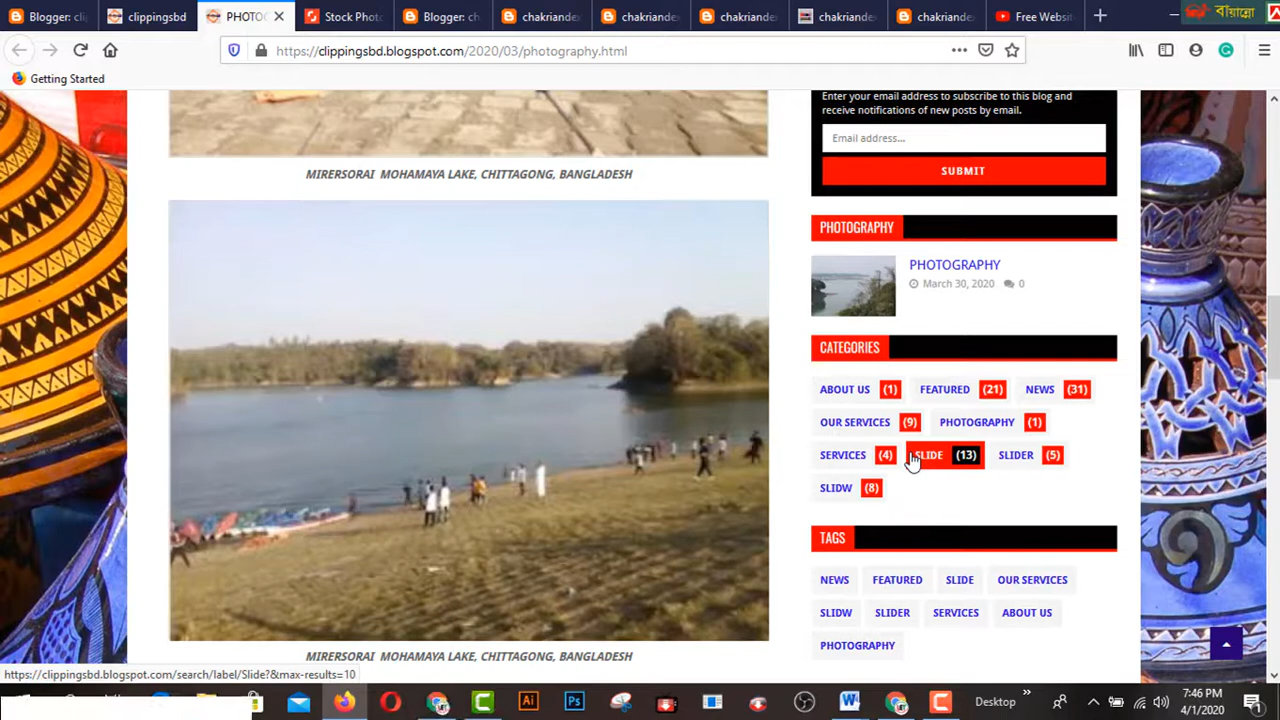 Blogger: cli
clippingsbd
PHOTOG
Stock Phot
Blogger: ch
chakriande
chakriande
chakriande
chakriande
chakriande
Free Websit
বায়ান্নো
https://clippingsbd.blogspot.com/2020/03/photography.html
Getting Started
Enter your email address to subscribe to this blog and
receive notifications of new posts by email.
Email address...
SUBMIT
MIRERSORAI MOHAMAYA LAKE, CHITTAGONG, BANGLADESH
PHOTOGRAPHY
PHOTOGRAPHY
March 30, 2020 0
CATEGORIES
ABOUT US (1) FEATURED (21) NEWS (31)
OUR SERVICES (9) PHOTOGRAPHY (1)
SERVICES (4) SLIDE (13) SLIDER (5)
SLIDW (8)
TAGS
NEWS FEATURED SLIDE OUR SERVICES
SLIDW SLIDER SERVICES ABOUT US
PHOTOGRAPHY
MIRERSORAI MOHAMAYA LAKE, CHITTAGONG, BANGLADESH
https://clippingsbd.blogspot.com/search/label/Slide?&max-results=10
Ai
Ps
W
Desktop
7:46 PM
4/1/2020